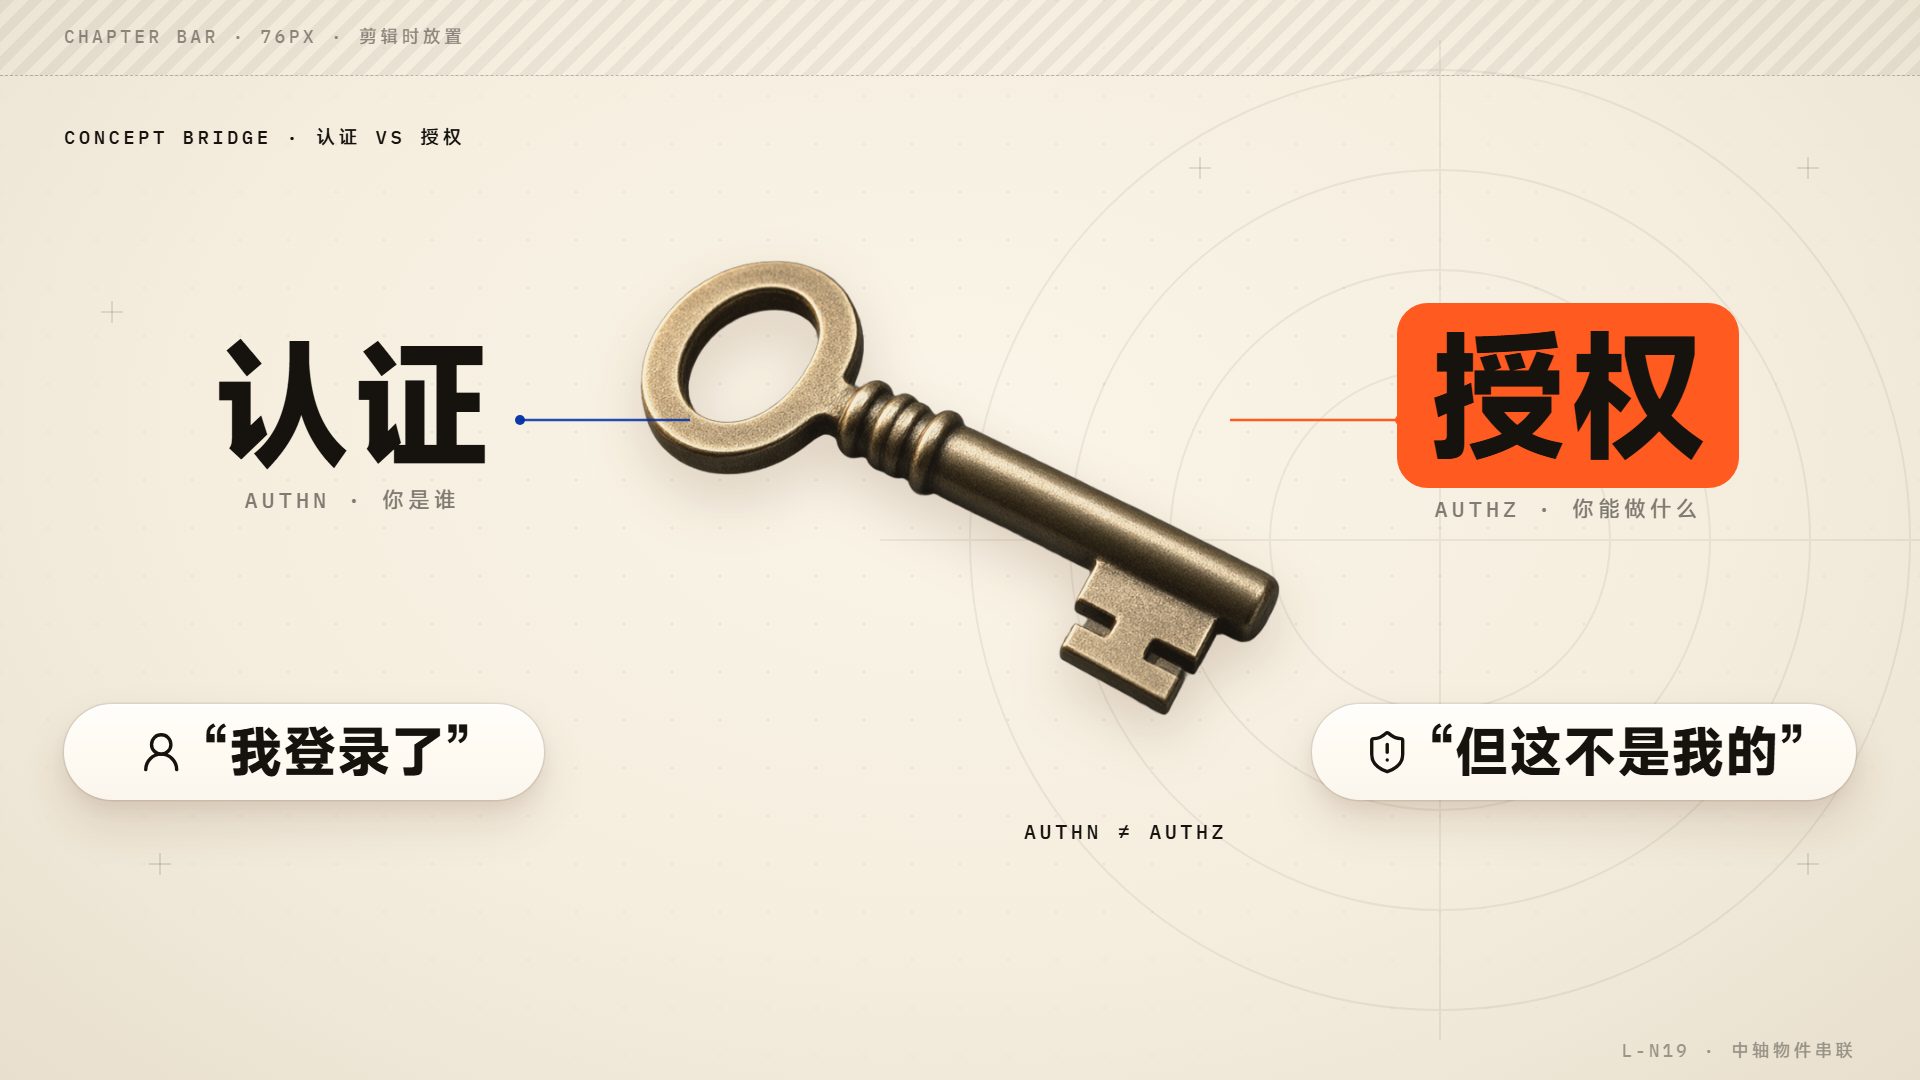 CHAPTER BAR · 76PX · 剪辑时放置
CONCEPT BRIDGE · 认证 VS 授权
认证
AUTHN · 你是谁
授权
AUTHZ · 你能做什么
“我登录了”
“但这不是我的”
AUTHN ≠ AUTHZ
L-N19 · 中轴物件串联